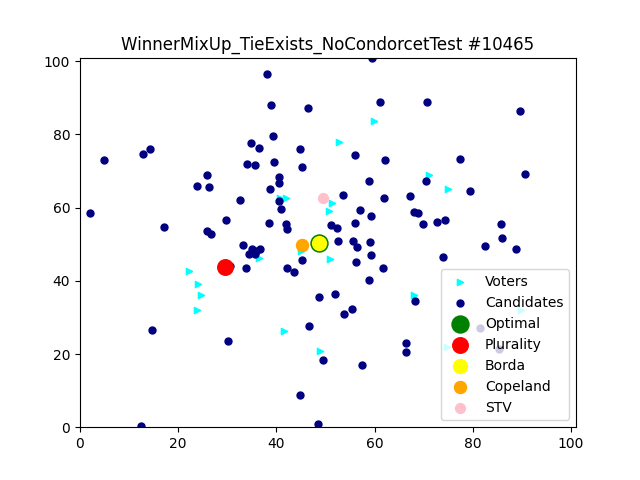 WinnerMixUp_TieExists_NoCondorcetTest #10465
100
80
60
40
20
0
0
20
40
60
80
100
Voters
Candidates
Optimal
Plurality
Borda
Copeland
STV